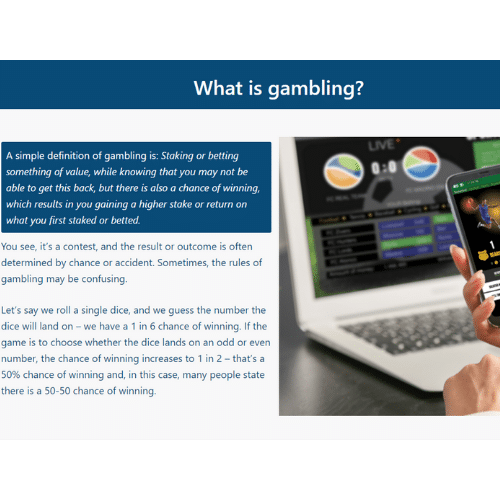 What is gambling?
A simple definition of gambling is: Staking or betting
something of value, while knowing that you may not be
able to get this back, but there is also a chance of winning,
which results in you gaining a higher stake or return on
what you first staked or betted.
You see, it's a contest, and the result or outcome is often
determined by chance or accident. Sometimes, the rules of
gambling may be confusing.
Let's say we roll a single dice, and we guess the number the
dice will land on – we have a 1 in 6 chance of winning. If the
game is to choose whether the dice lands on an odd or even
number, the chance of winning increases to 1 in 2 – that's a
50% chance of winning and, in this case, many people state
there is a 50-50 chance of winning.
LIVE
0:0